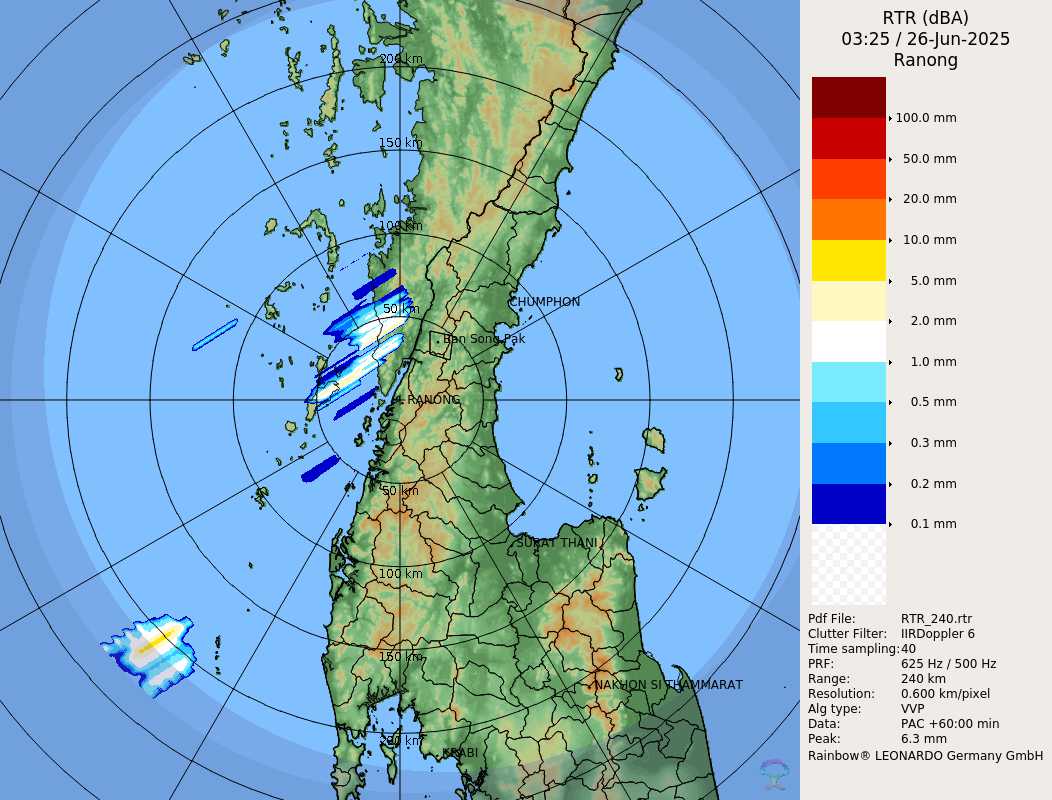 RTR (dBA)
03:25 / 26-Jun-2025
Ranong
100.0 mm
50.0 mm
20.0 mm
10.0 mm
5.0 mm
2.0 mm
1.0 mm
0.5 mm
0.3 mm
0.2 mm
0.1 mm
Pdf File: RTR_240.rtr
Clutter Filter: IIRDoppler 6
Time sampling:40
PRF: 625 Hz / 500 Hz
Range: 240 km
Resolution: 0.600 km/pixel
Alg type: VVP
Data: PAC +60:00 min
Peak: 6.3 mm
Rainbow® LEONARDO Germany GmbH
200 km
150 km
100 km
CHUMPHON
50 km
Ban Song Pak
RANONG
50 km
SURAT THANI
100 km
150 km
NAKHON SI THAMMARAT
200 km
KRABI